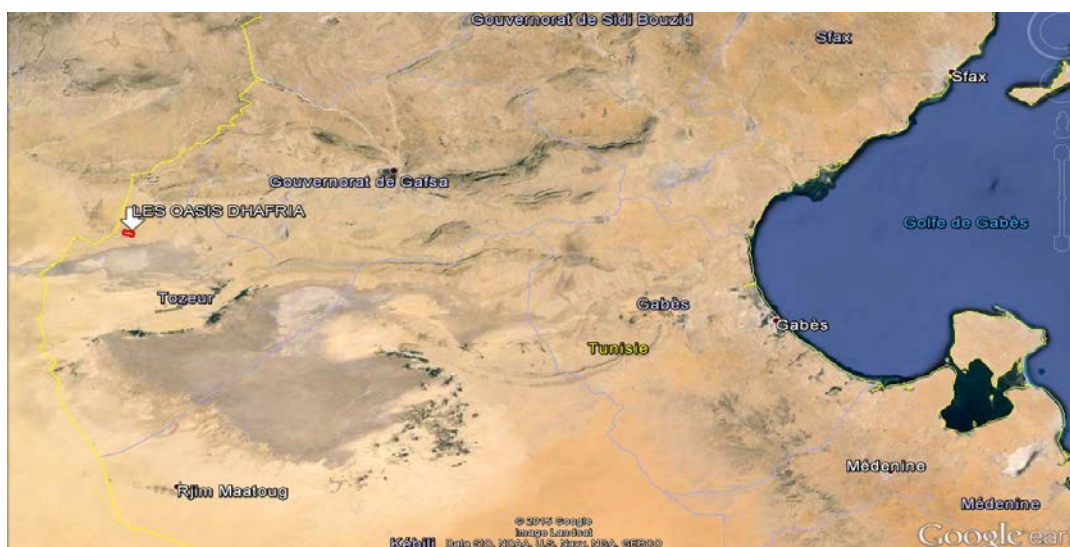 Gouvernorat de Sidi Bouzid
Sfax
Sfax
Gouvernorat de Gafsa
LES OASIS DHAFRIA
Golfe de Gabès
Tozeur
Gabès
Gabès
Tunisie
Médenine
Rjim Maatoug
Médenine
© 2015 Google
Image Landsat
Kébili
Data SIO, NOAA, U.S. Navy, NGA, GEBCO
Google ear